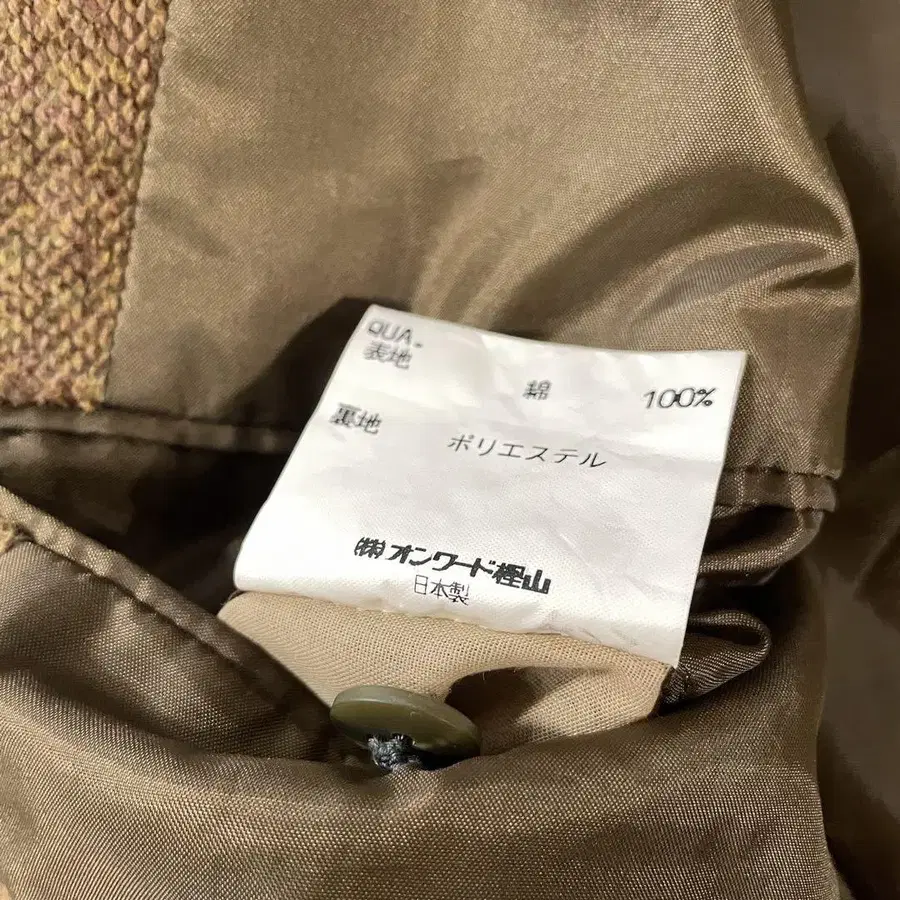 QUA.
表地
綿 100%
裏地
ポリエステル
㈱オンワード樫山
日本製